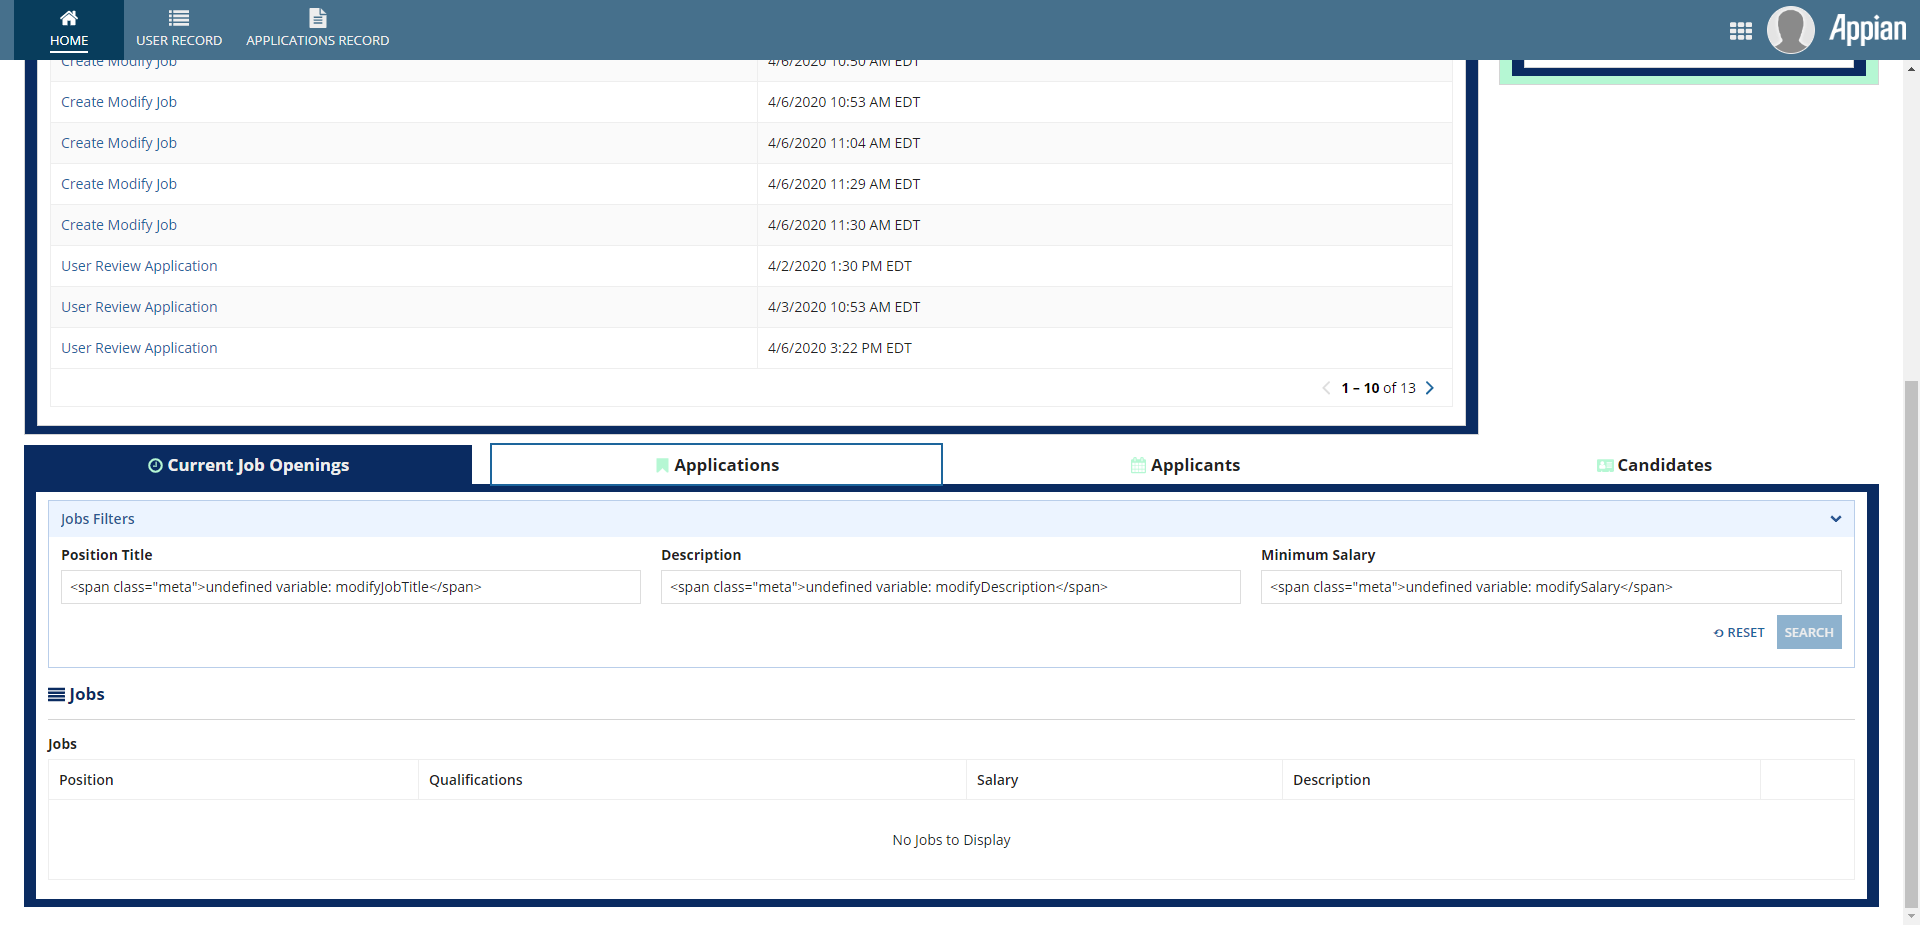 HOME
USER RECORD
APPLICATIONS RECORD
Appian
Create Modify Job 4/6/2020 10:50 AM EDT
Create Modify Job 4/6/2020 10:53 AM EDT
Create Modify Job 4/6/2020 11:04 AM EDT
Create Modify Job 4/6/2020 11:29 AM EDT
Create Modify Job 4/6/2020 11:30 AM EDT
User Review Application 4/2/2020 1:30 PM EDT
User Review Application 4/3/2020 10:53 AM EDT
User Review Application 4/6/2020 3:22 PM EDT
1 – 10 of 13
Current Job Openings
Applications
Applicants
Candidates
Jobs Filters
Position Title
Description
Minimum Salary
<span class="meta">undefined variable: modifyJobTitle</span>
<span class="meta">undefined variable: modifyDescription</span>
<span class="meta">undefined variable: modifySalary</span>
RESET
SEARCH
Jobs
Jobs
Position Qualifications Salary Description
No Jobs to Display